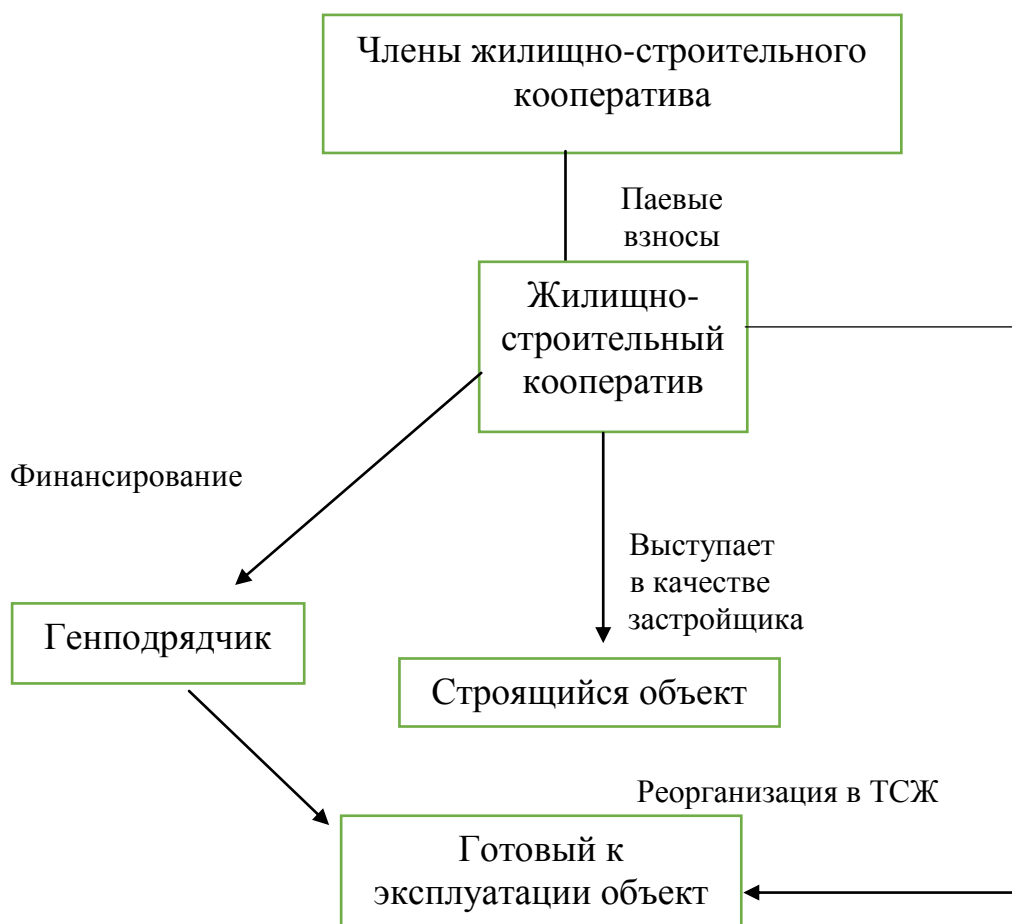 Члены жилищно-строительного
кооператива
Паевые
взносы
Жилищно-
строительный
кооператив
Финансирование
Выступает
в качестве
застройщика
Генподрядчик
Строящийся объект
Реорганизация в ТСЖ
Готовый к
эксплуатации объект